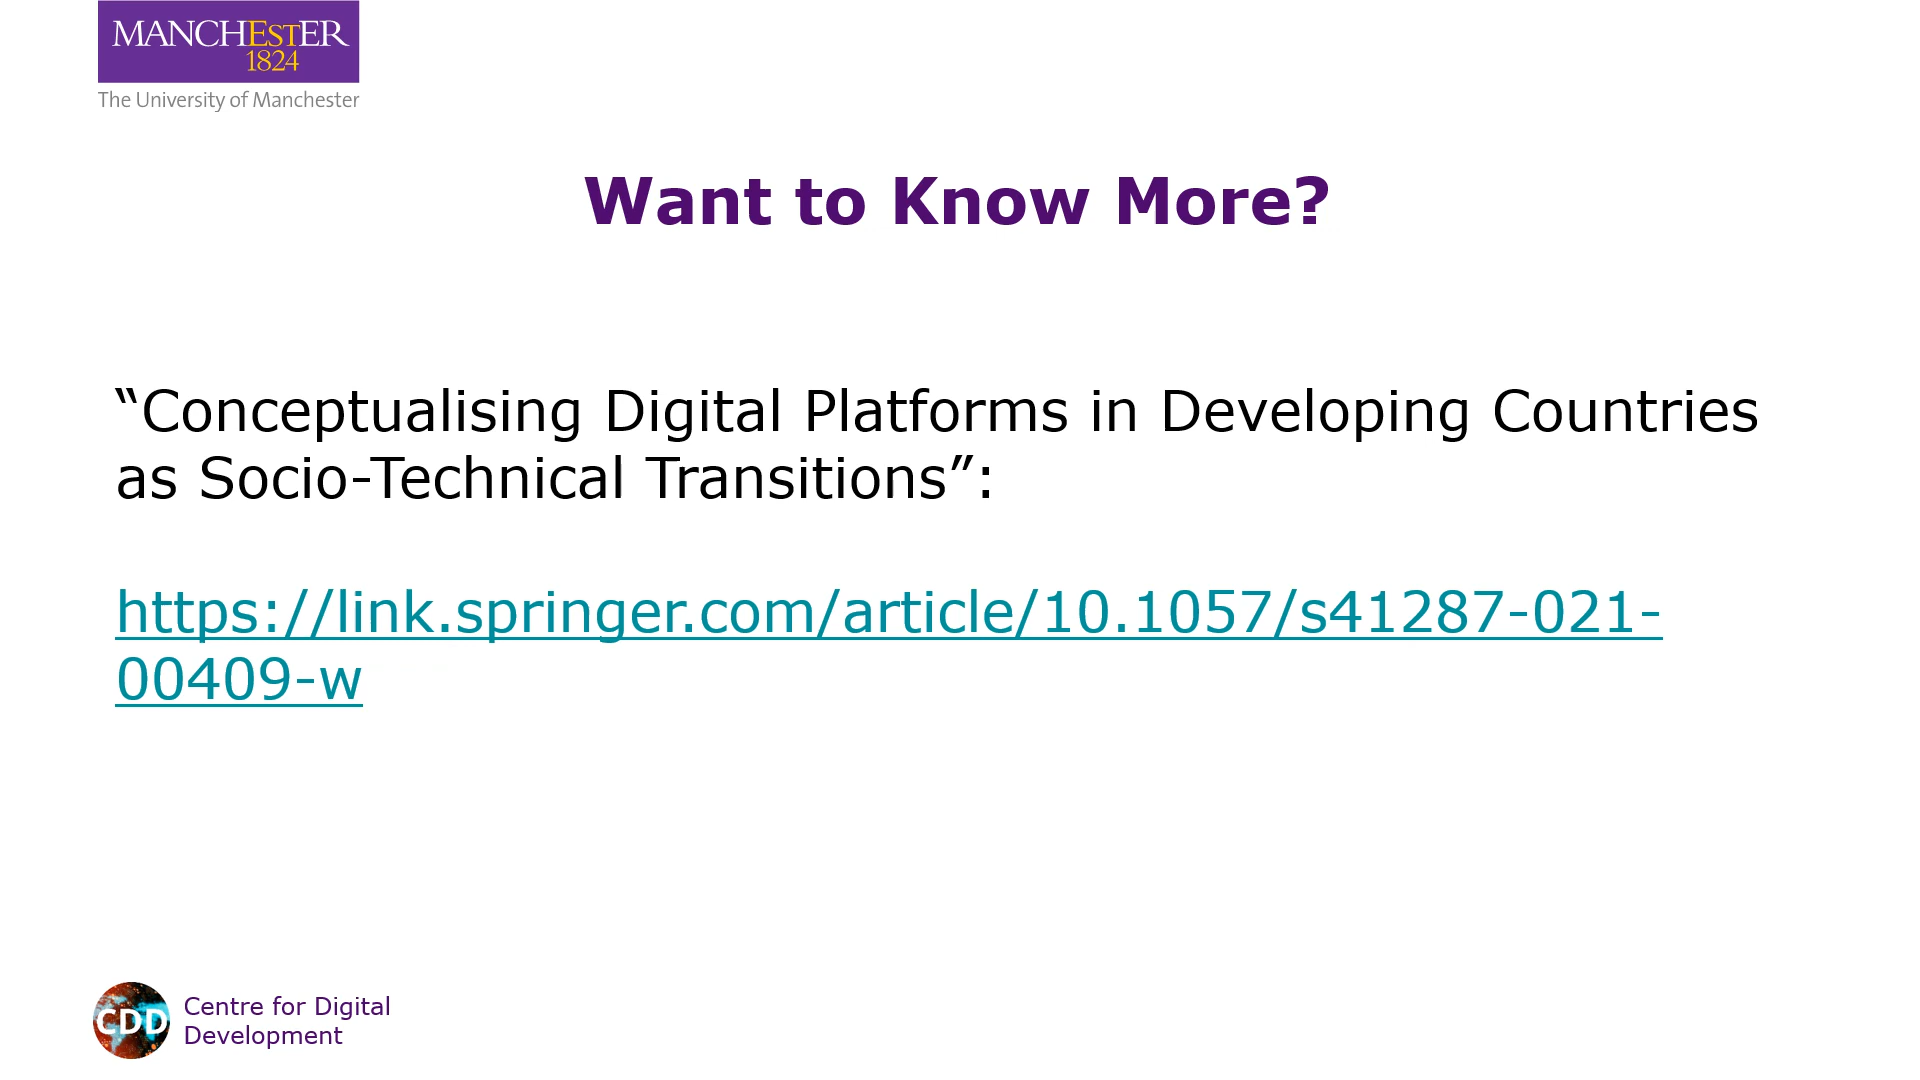 MANCHESTER
1824
The University of Manchester
Want to Know More?
“Conceptualising Digital Platforms in Developing Countries
as Socio-Technical Transitions”:
https://link.springer.com/article/10.1057/s41287-021-
00409-w
CDD
Centre for Digital
Development